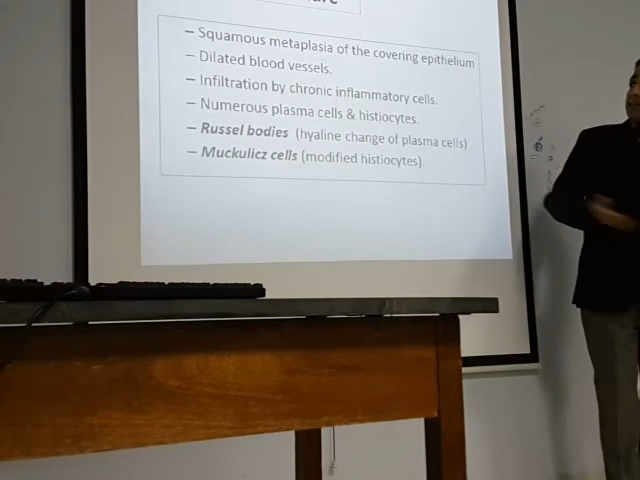 – Squamous metaplasia of the covering epithelium
– Dilated blood vessels.
– Infiltration by chronic inflammatory cells.
– Numerous plasma cells & histiocytes.
– Russel bodies (hyaline change of plasma cells)
– Muckulicz cells (modified histiocytes).